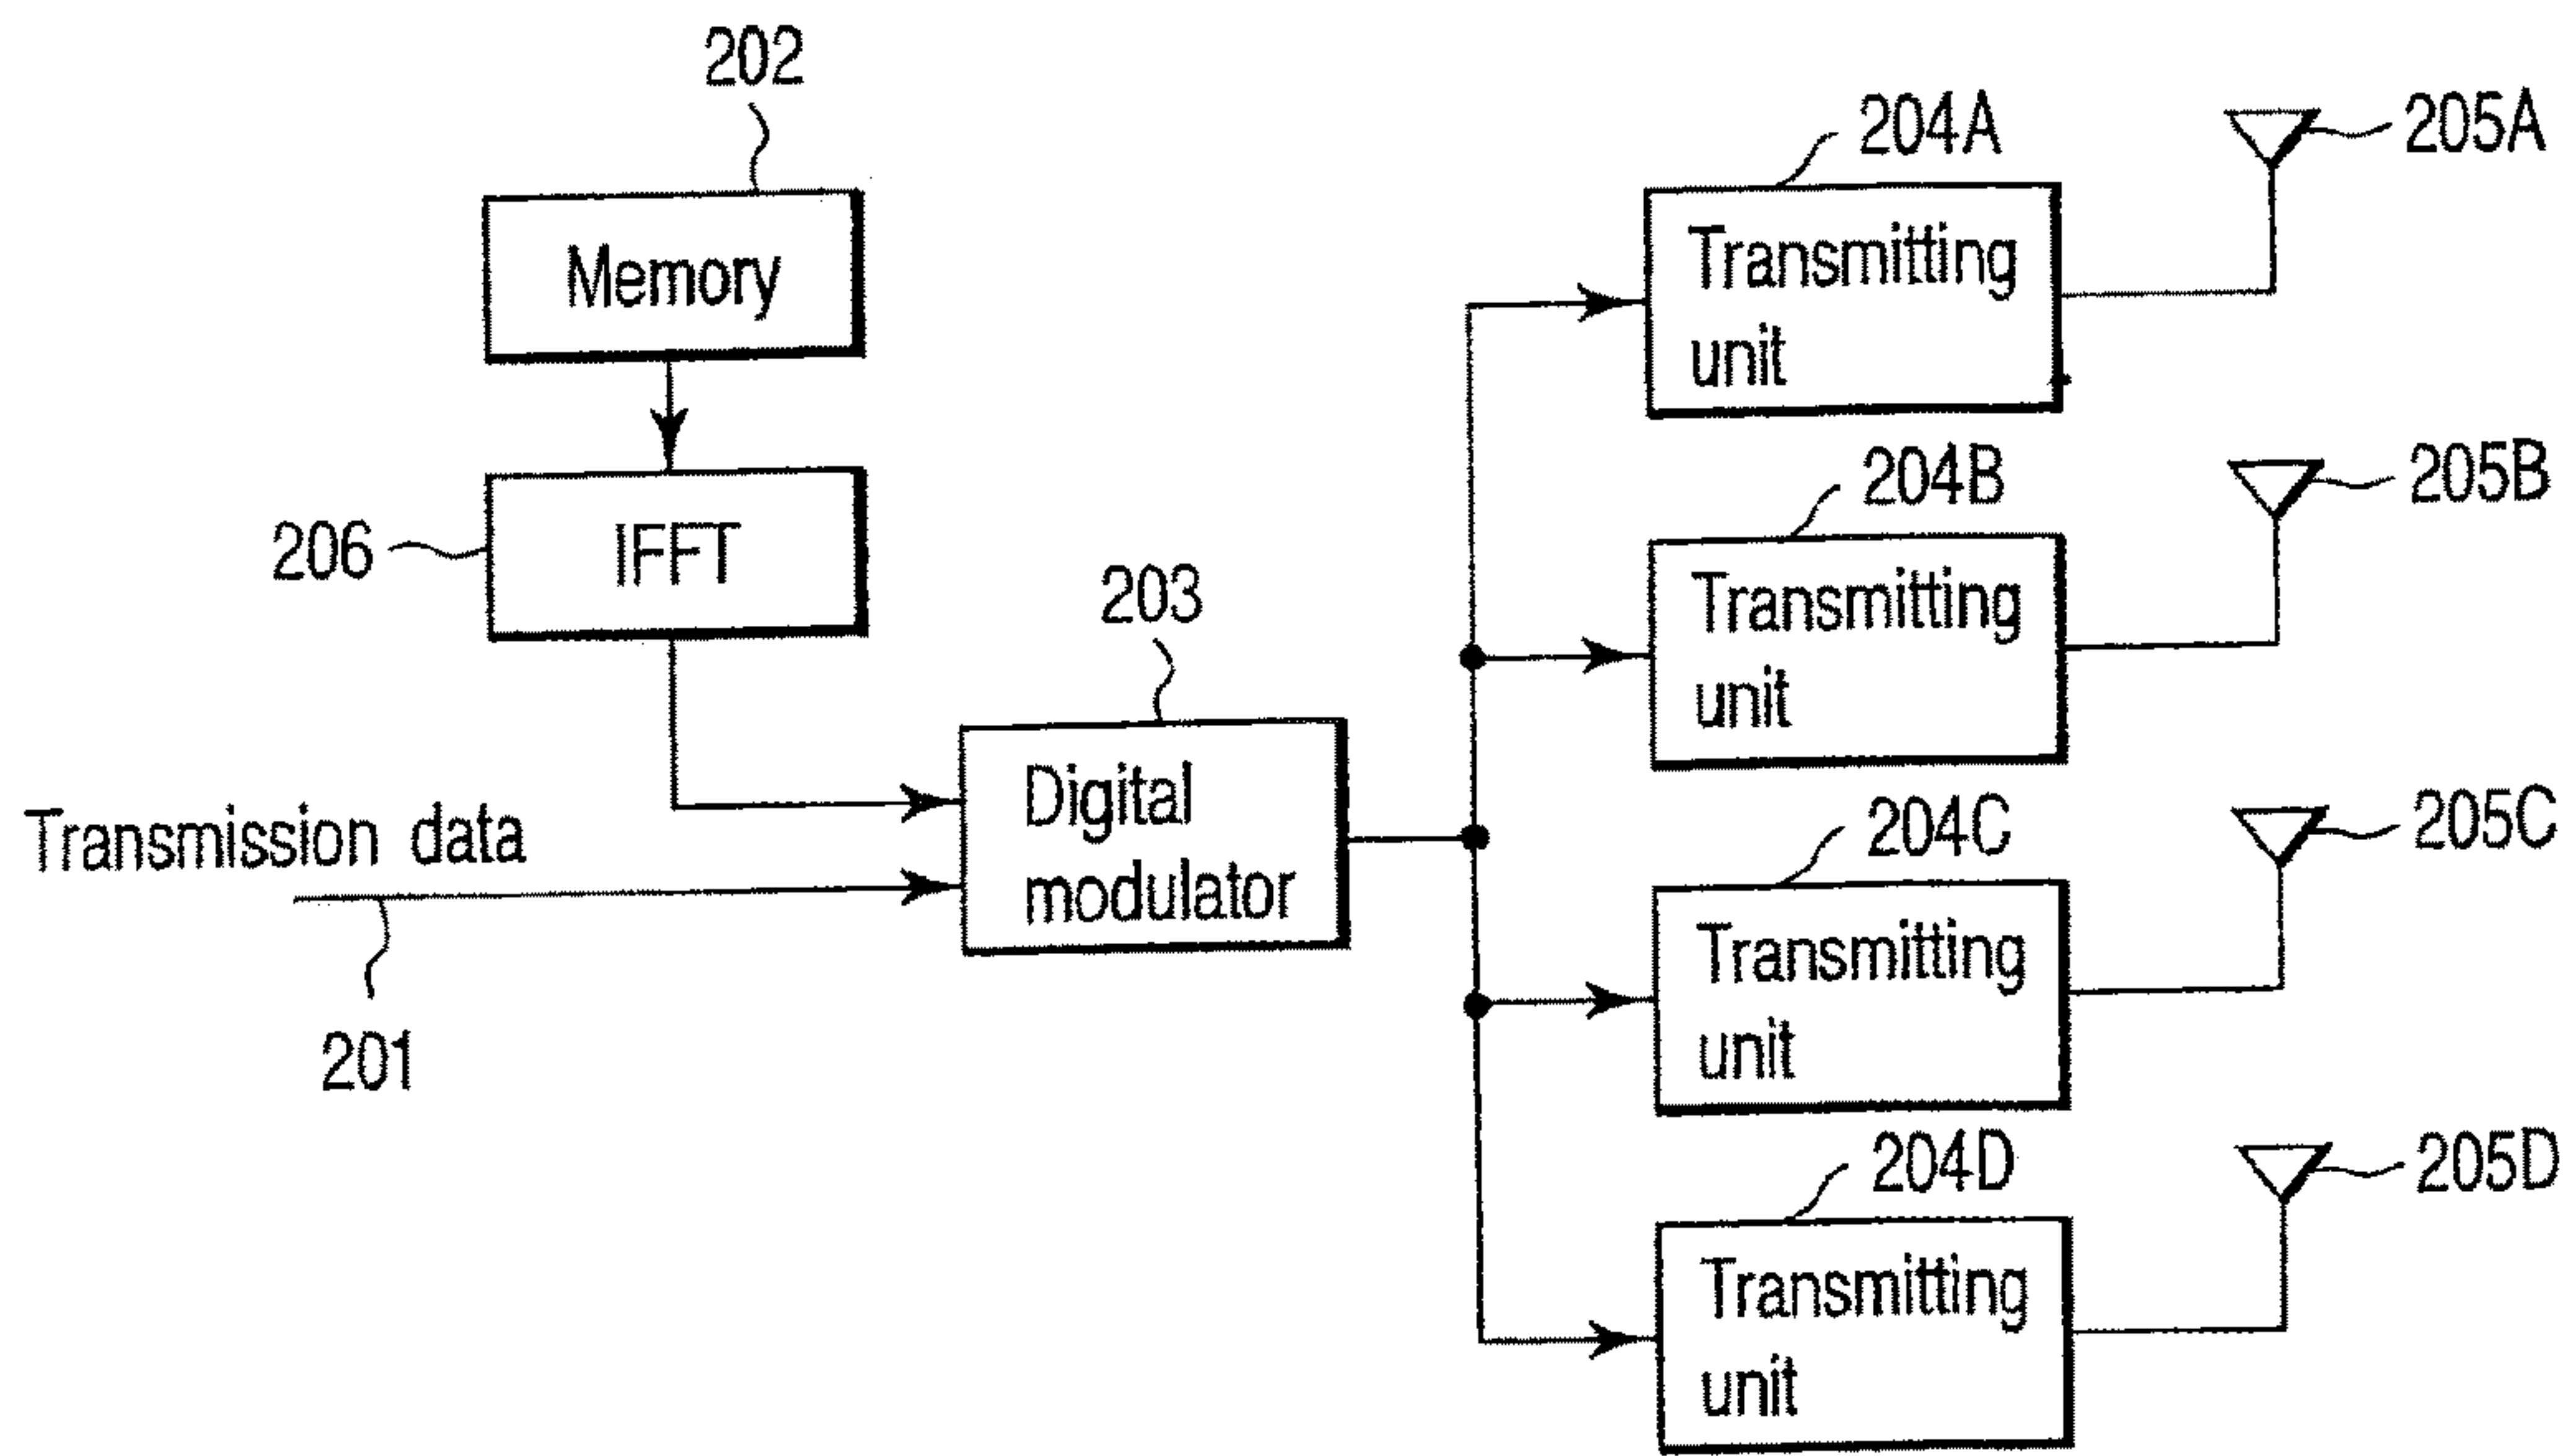 202
Memory
206
IFFT
203
Digital
modulator
Transmission data
201
204A
Transmitting
unit
205A
204B
Transmitting
unit
205B
204C
Transmitting
unit
205C
204D
Transmitting
unit
205D